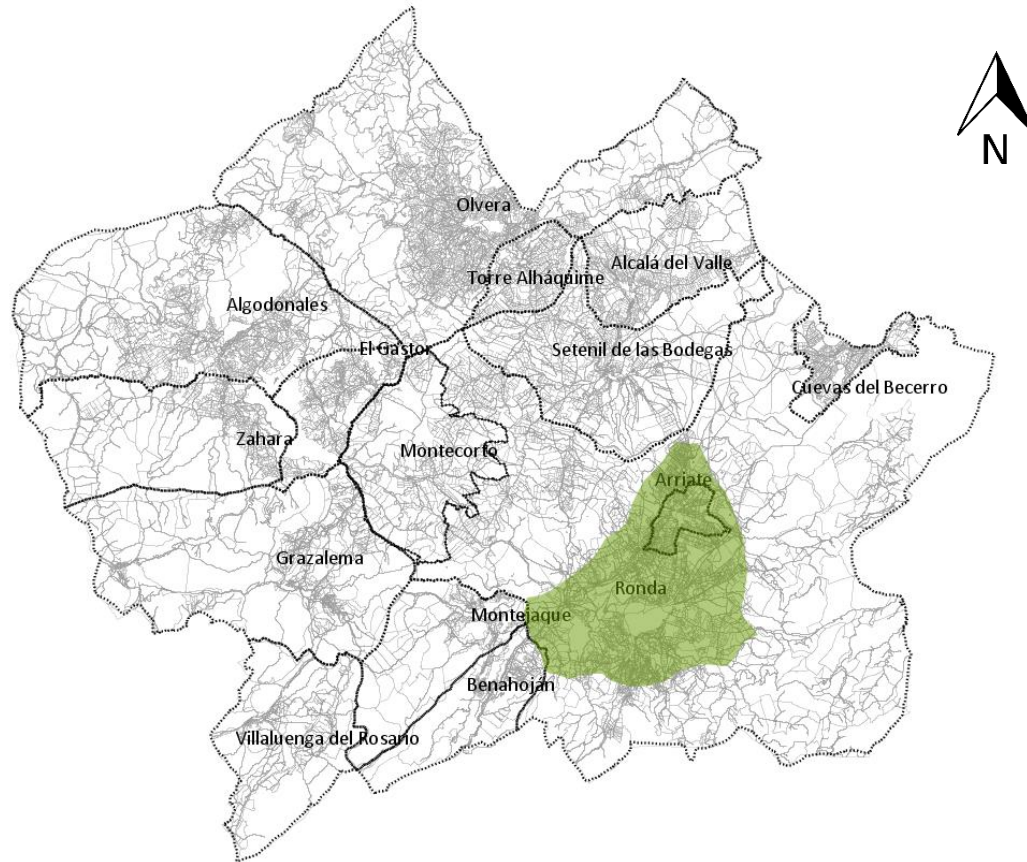 N
Olvera
Alcalá del Valle
Torre Alháquime
Algodonales
El Gastor
Setenil de las Bodegas
Cuevas del Becerro
Zahara
Montecorto
Arriate
Grazalema
Ronda
Montejaque
Benaoján
Villaluenga del Rosario